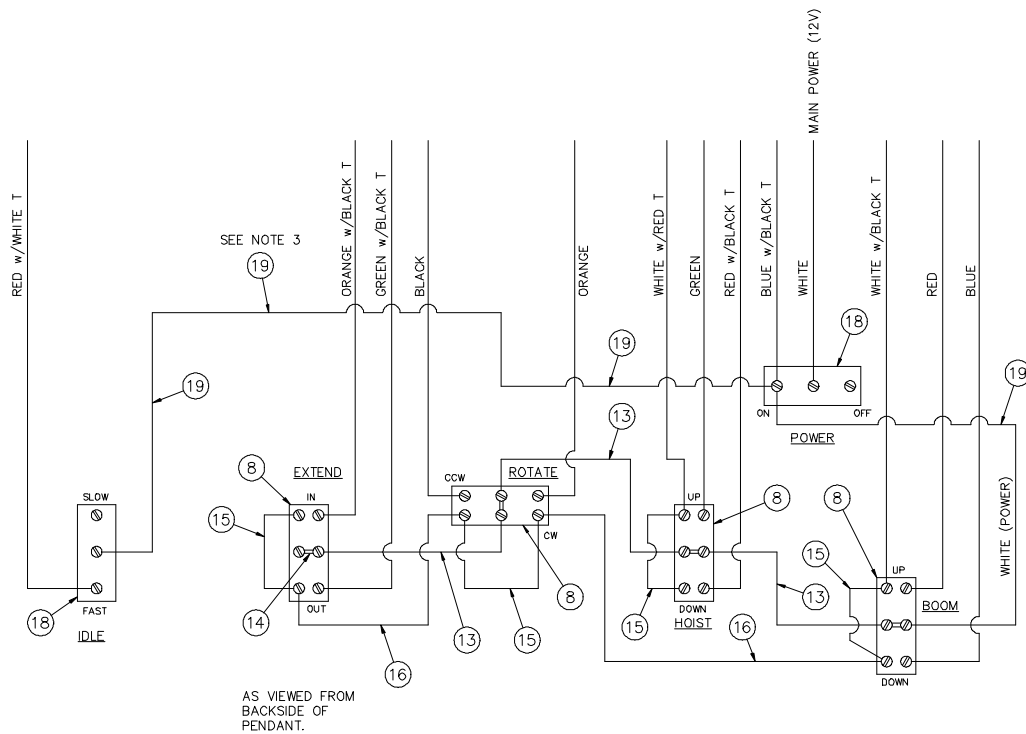 MAIN POWER (12V)
RED w/WHITE T
ORANGE w/BLACK T
GREEN w/BLACK T
BLACK
ORANGE
WHITE w/RED T
GREEN
RED w/BLACK T
BLUE w/BLACK T
WHITE
WHITE w/BLACK T
RED
BLUE
SEE NOTE 3
19
18
19
19
19
ON
OFF
POWER
13
8
EXTEND
CCW
ROTATE
IN
UP
8
8
SLOW
15
CW
WHITE (POWER)
15
UP
8
18
FAST
IDLE
OUT
14
13
15
15
DOWN
HOIST
13
BOOM
16
16
DOWN
AS VIEWED FROM
BACKSIDE OF
PENDANT.